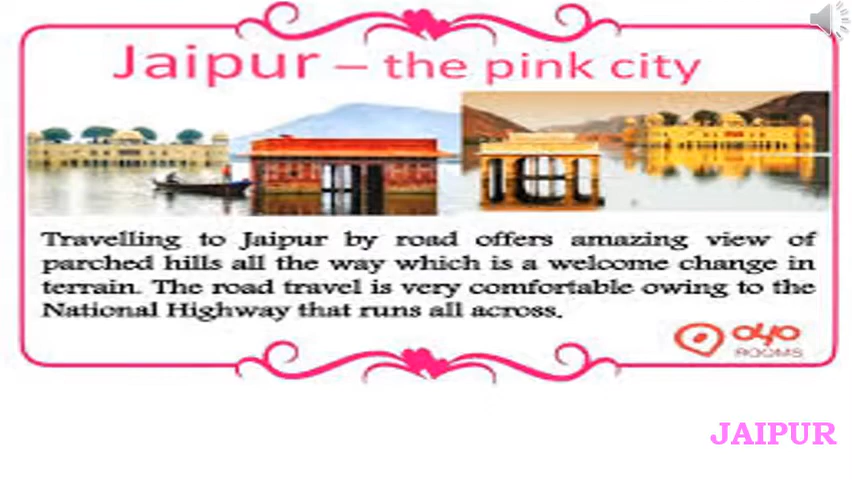 Jaipur – the pink city
Travelling to Jaipur by road offers amazing view of
parched hills all the way which is a welcome change in
terrain. The road travel is very comfortable owing to the
National Highway that runs all across.
OYO
ROOMS
JAIPUR